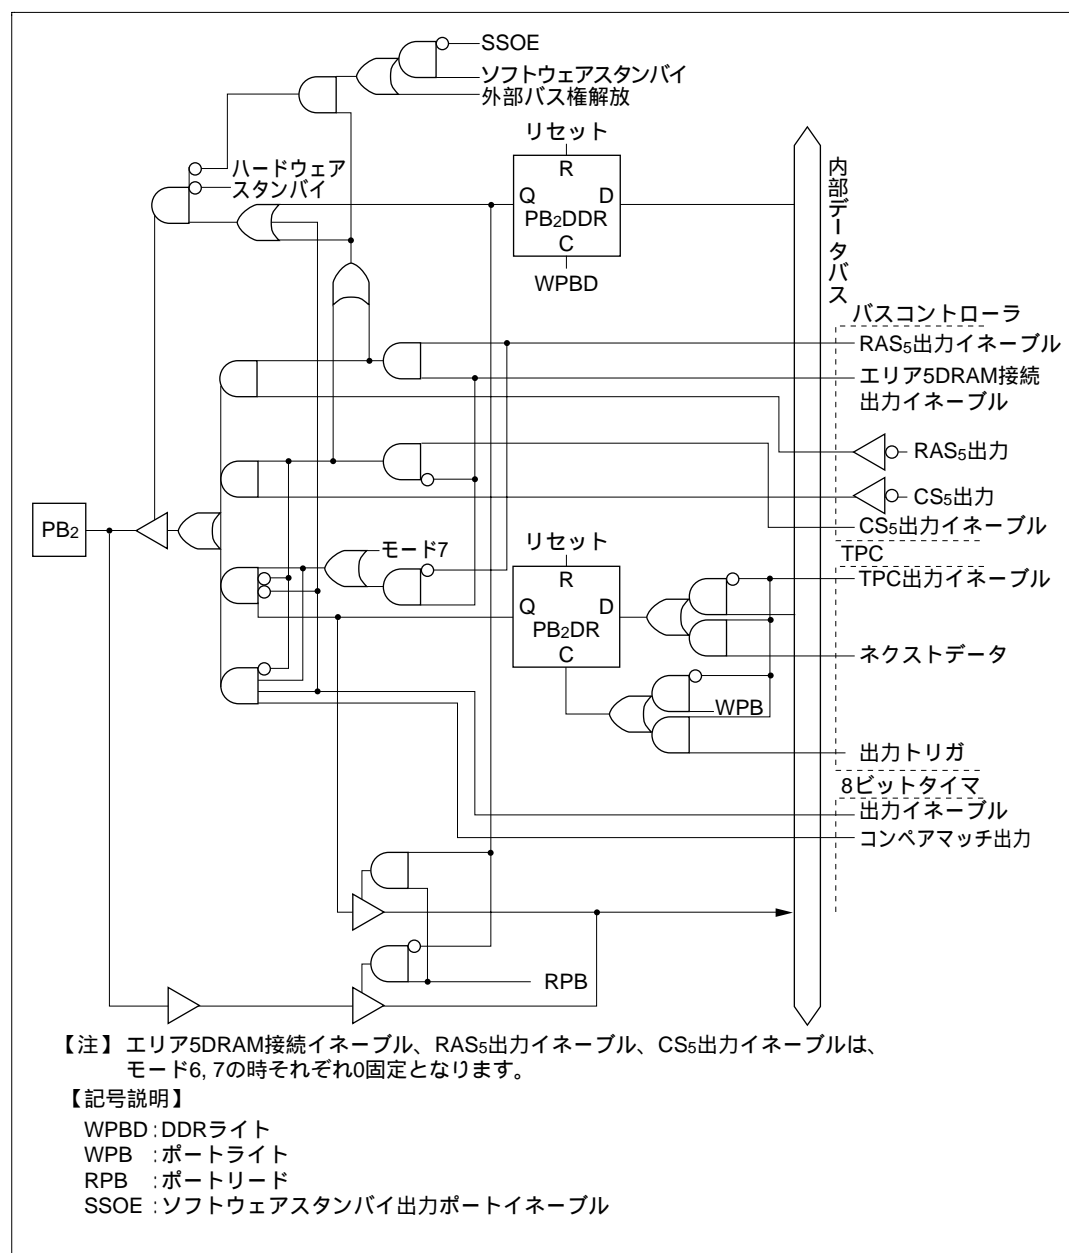 SSOE
ソフトウェアスタンバイ
外部バス権解放
リセット
R
Q
D
PB2DDR
C
WPBD
ハードウェア
スタンバイ
内部データバス
バスコントローラ
RAS5出力イネーブル
エリア5DRAM接続
出力イネーブル
RAS5出力
CS5出力
CS5出力イネーブル
PB2
モード7
リセット
R
Q
D
PB2DR
C
TPC
TPC出力イネーブル
ネクストデータ
WPB
出力トリガ
8ビットタイマ
出力イネーブル
コンペアマッチ出力
RPB
【注】 エリア5DRAM接続イネーブル、RAS5出力イネーブル、CS5出力イネーブルは、
モード6, 7の時それぞれ0固定となります。
【記号説明】
WPBD : DDRライト
WPB : ポートライト
RPB : ポートリード
SSOE : ソフトウェアスタンバイ出力ポートイネーブル